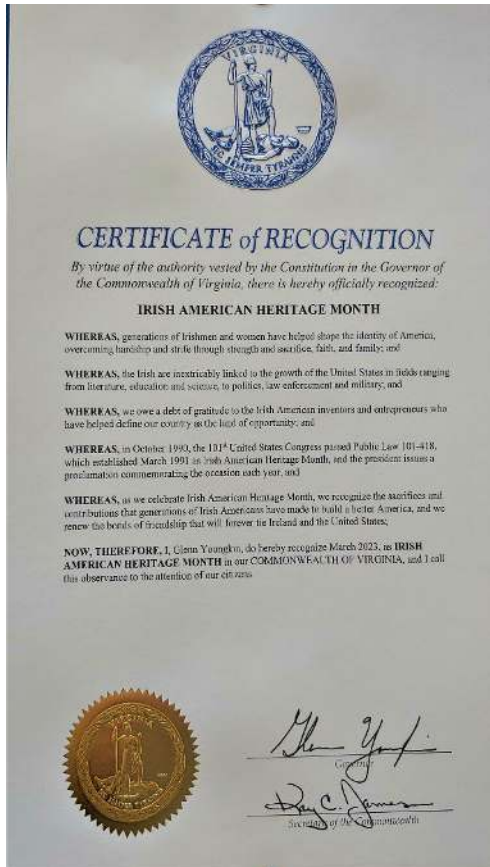 VIRGINIA
SIC SEMPER TYRANNIS
CERTIFICATE of RECOGNITION
By virtue of the authority vested by the Constitution in the Governor of
the Commonwealth of Virginia, there is hereby officially recognized:
IRISH AMERICAN HERITAGE MONTH
WHEREAS, generations of Irishmen and women have helped shape the identity of America,
overcoming hardship and strife through strength and sacrifice, faith, and family; and
WHEREAS, the Irish are inextricably linked to the growth of the United States in fields ranging
from literature, education and science, to politics, law enforcement and military; and
WHEREAS, we owe a debt of gratitude to the Irish American inventors and entrepreneurs who
have helped define our country as the land of opportunity; and
WHEREAS, in October 1990, the 101st United States Congress passed Public Law 101-418,
which established March 1991 as Irish American Heritage Month, and the president issues a
proclamation commemorating the occasion each year; and
WHEREAS, as we celebrate Irish American Heritage Month, we recognize the sacrifices and
contributions that generations of Irish Americans have made to build a better America, and we
renew the bonds of friendship that will forever tie Ireland and the United States;
NOW, THEREFORE, I, Glenn Youngkin, do hereby recognize March 2023, as IRISH
AMERICAN HERITAGE MONTH in our COMMONWEALTH OF VIRGINIA, and I call
this observance to the attention of our citizens.
VIRGINIA
SIC SEMPER TYRANNIS
Governor
Kay C. James
Secretary of the Commonwealth